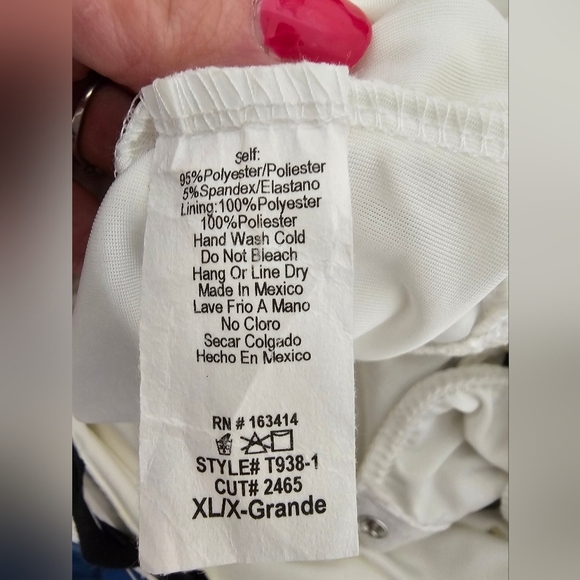 Self:
95%Polyester/Poliester
5%Spandex/Elastano
Lining:100%Polyester
100%Poliester
Hand Wash Cold
Do Not Bleach
Hang Or Line Dry
Made In Mexico
Lave Frio A Mano
No Cloro
Secar Colgado
Hecho En Mexico
RN # 163414
STYLE# T938-1
CUT# 2465
XL/X-Grande